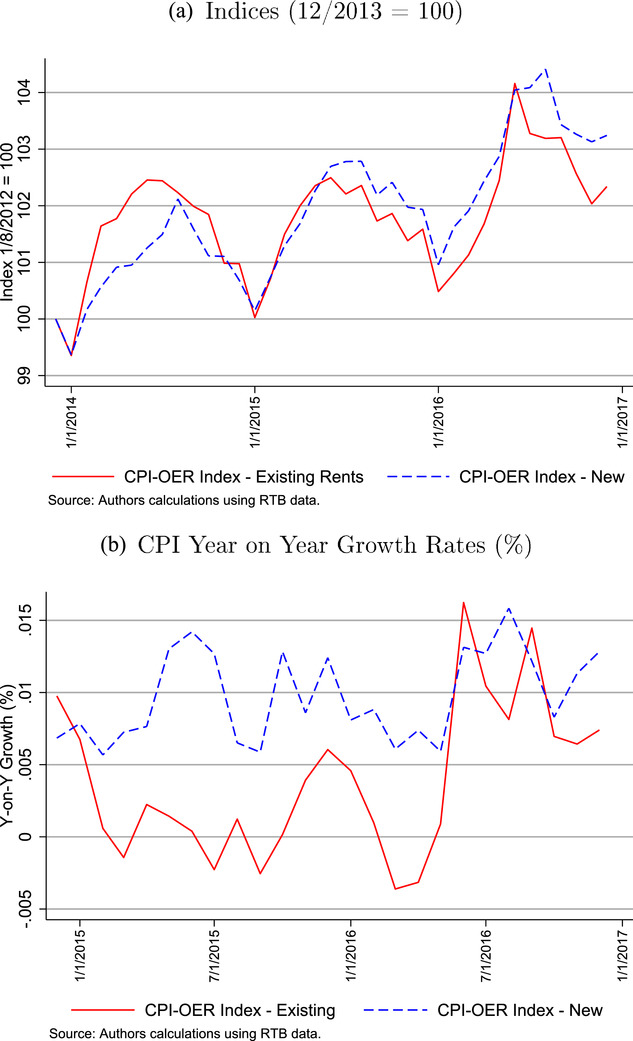 (a) Indices (12/2013 = 100)
Index 1/8/2012 = 100
104
103
102
101
100
99
1/1/2014
1/1/2015
1/1/2016
1/1/2017
CPI-OER Index - Existing Rents
CPI-OER Index - New
Source: Authors calculations using RTB data.
(b) CPI Year on Year Growth Rates (%)
Y-on-Y Growth (%)
.015
.01
.005
0
-.005
1/1/2015
7/1/2015
1/1/2016
7/1/2016
1/1/2017
CPI-OER Index - Existing
CPI-OER Index - New
Source: Authors calculations using RTB data.